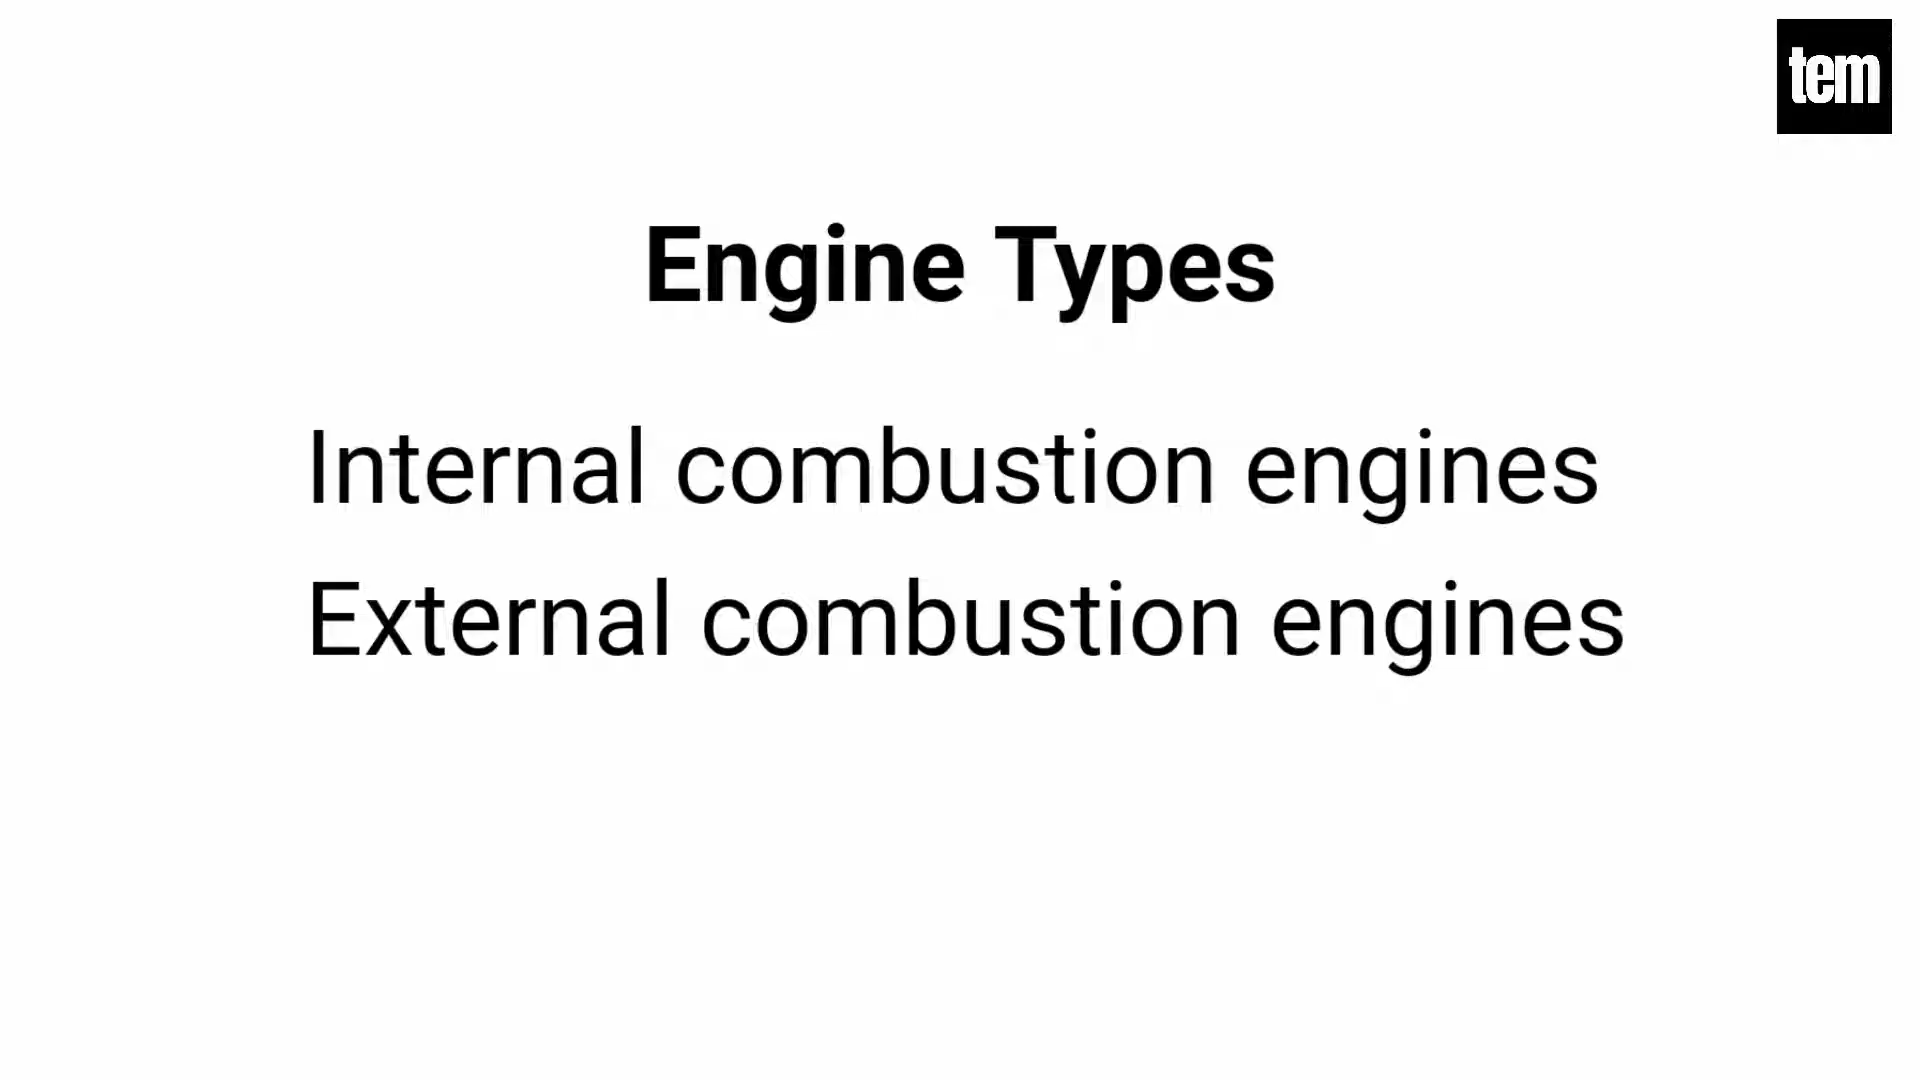 tem
Engine Types
Internal combustion engines
External combustion engines